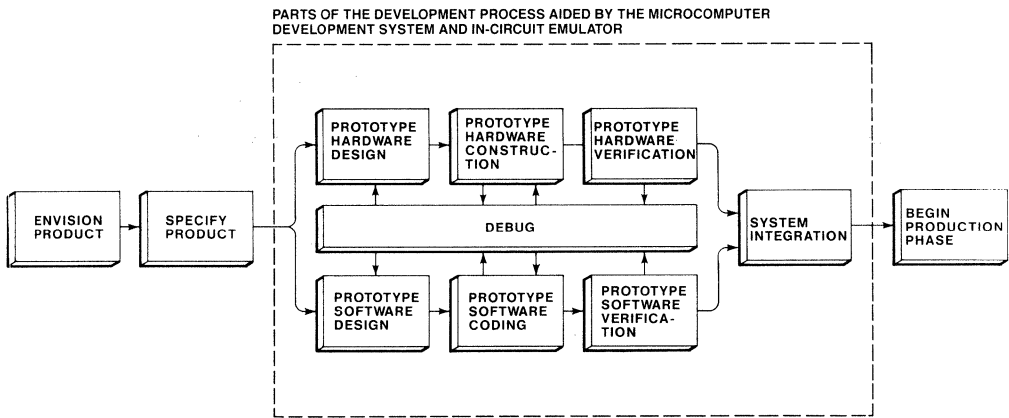 PARTS OF THE DEVELOPMENT PROCESS AIDED BY THE MICROCOMPUTER
DEVELOPMENT SYSTEM AND IN-CIRCUIT EMULATOR
ENVISION
PRODUCT
SPECIFY
PRODUCT
PROTOTYPE
HARDWARE
DESIGN
PROTOTYPE
HARDWARE
CONSTRUC-
TION
PROTOTYPE
HARDWARE
VERIFICATION
DEBUG
PROTOTYPE
SOFTWARE
DESIGN
PROTOTYPE
SOFTWARE
CODING
PROTOTYPE
SOFTWARE
VERIFICA-
TION
SYSTEM
INTEGRATION
BEGIN
PRODUCTION
PHASE